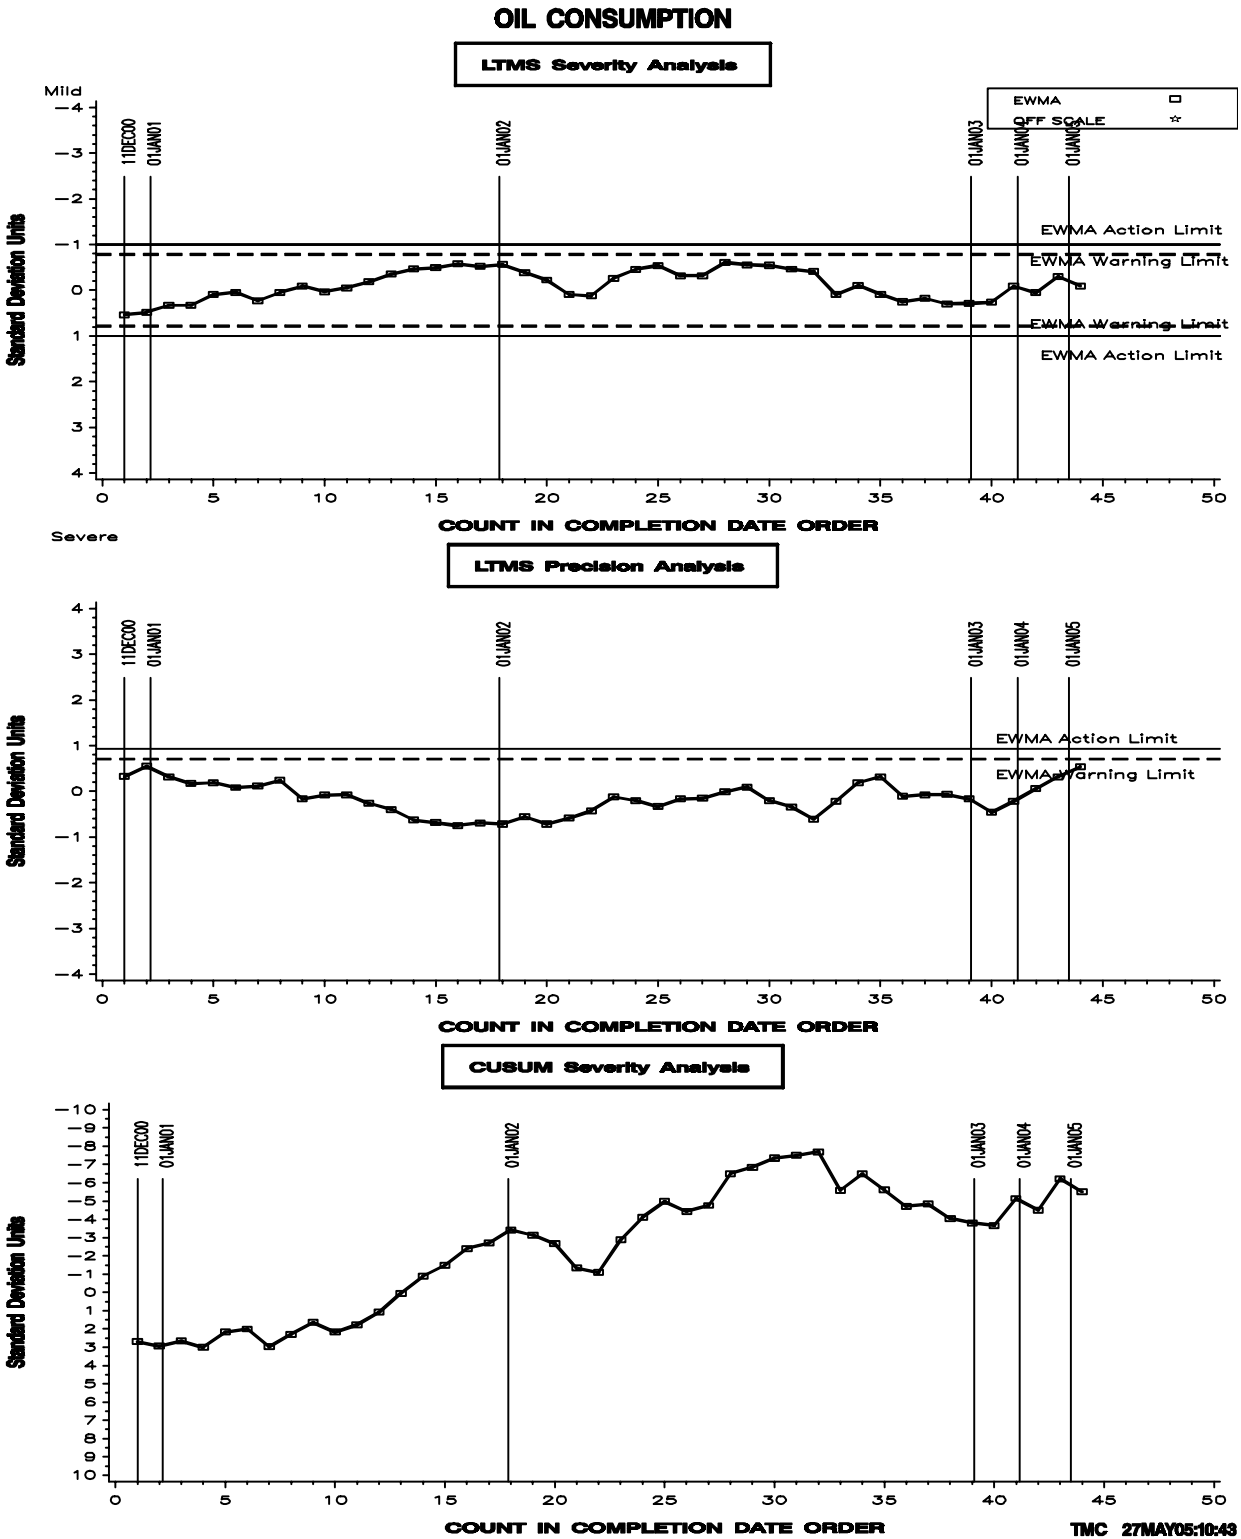 OIL CONSUMPTION
LTMS Severity Analysis
Mild
EWMA
OFF SCALE
11DEC00 01JAN01 01JAN02 01JAN03 01JAN04 01JAN05
Standard Deviation Units
-4
-3
-2
-1
0
1
2
3
4
EWMA Action Limit
EWMA Warning Limit
EWMA Warning Limit
EWMA Action Limit
0 5 10 15 20 25 30 35 40 45 50
COUNT IN COMPLETION DATE ORDER
Severe
LTMS Precision Analysis
11DEC00 01JAN01 01JAN02 01JAN03 01JAN04 01JAN05
Standard Deviation Units
4
3
2
1
0
-1
-2
-3
-4
EWMA Action Limit
EWMA Warning Limit
0 5 10 15 20 25 30 35 40 45 50
COUNT IN COMPLETION DATE ORDER
CUSUM Severity Analysis
11DEC00 01JAN01 01JAN02 01JAN03 01JAN04 01JAN05
Standard Deviation Units
-10
-9
-8
-7
-6
-5
-4
-3
-2
-1
0
1
2
3
4
5
6
7
8
9
10
0 5 10 15 20 25 30 35 40 45 50
COUNT IN COMPLETION DATE ORDER
TMC 27MAY05:10:43